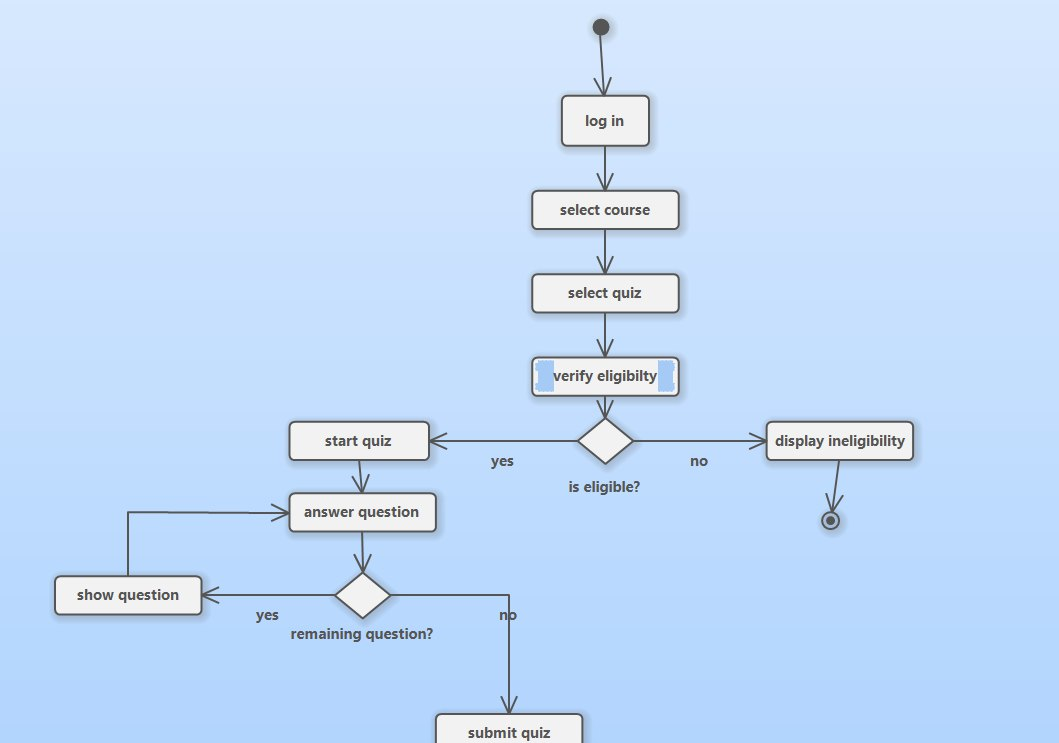 log in
select course
select quiz
verify eligibilty
start quiz
display ineligibility
yes
no
is eligible?
answer question
show question
yes
no
remaining question?
submit quiz